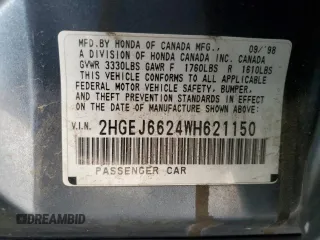 MFD. BY HONDA OF CANADA MFG., 09/'98
A DIVISION OF HONDA CANADA INC. CANADA
GVWR 3330LBS GAWR F 1760LBS R 1610LBS
THIS VEHICLE CONFORMS TO ALL APPLICABLE
FEDERAL MOTOR VEHICLE SAFETY, BUMPER,
AND THEFT PREVENTION STANDARDS IN EFFECT
ON THE DATE OF MANUFACTURE SHOWN ABOVE.
V.I.N. 2HGEJ6624WH621150
PASSENGER CAR
DREAMBID